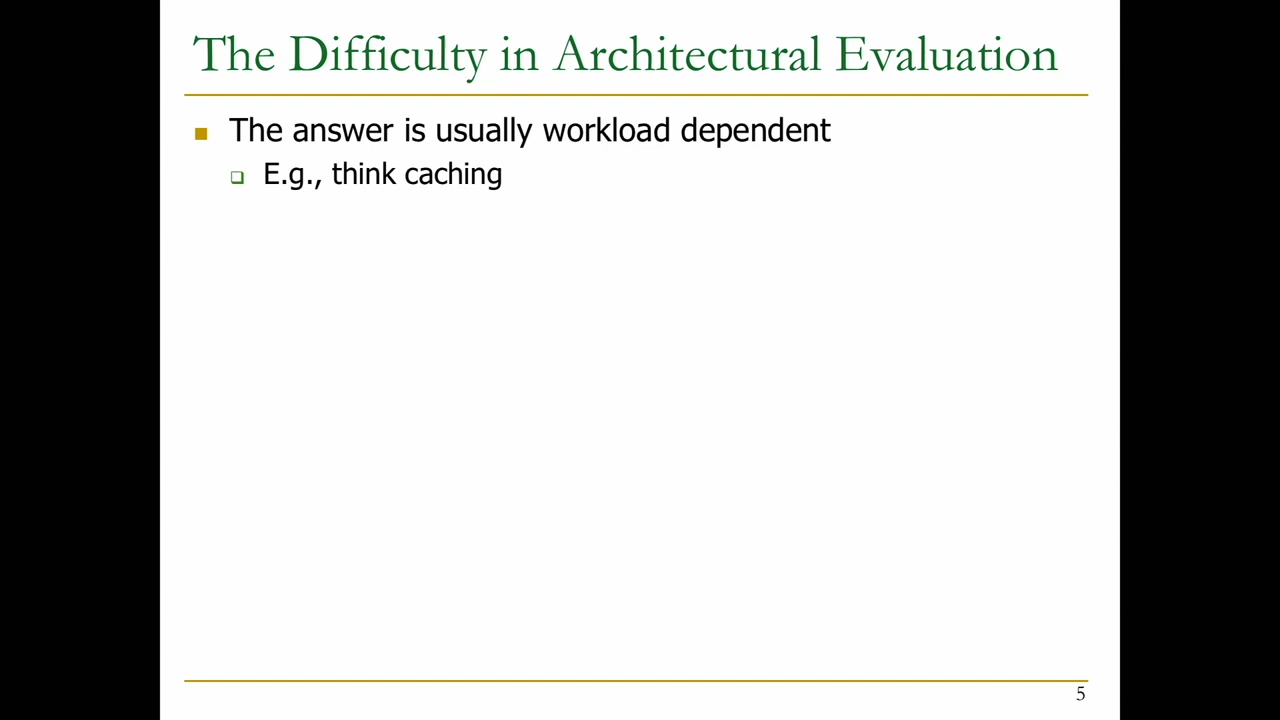 The Difficulty in Architectural Evaluation
The answer is usually workload dependent
E.g., think caching
5